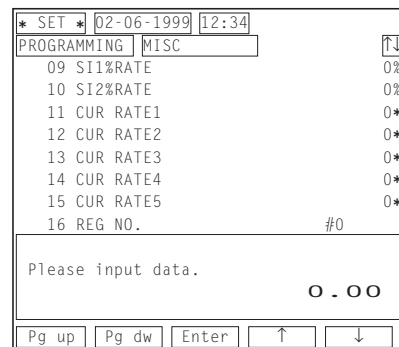 * SET * 02-06-1999 12:34
PROGRAMMING MISC ↑↓
09 SI1%RATE 0%
10 SI2%RATE 0%
11 CUR RATE1 0*
12 CUR RATE2 0*
13 CUR RATE3 0*
14 CUR RATE4 0*
15 CUR RATE5 0*
16 REG NO. #0
Please input data.
0.00
Pg up Pg dw Enter ↑ ↓